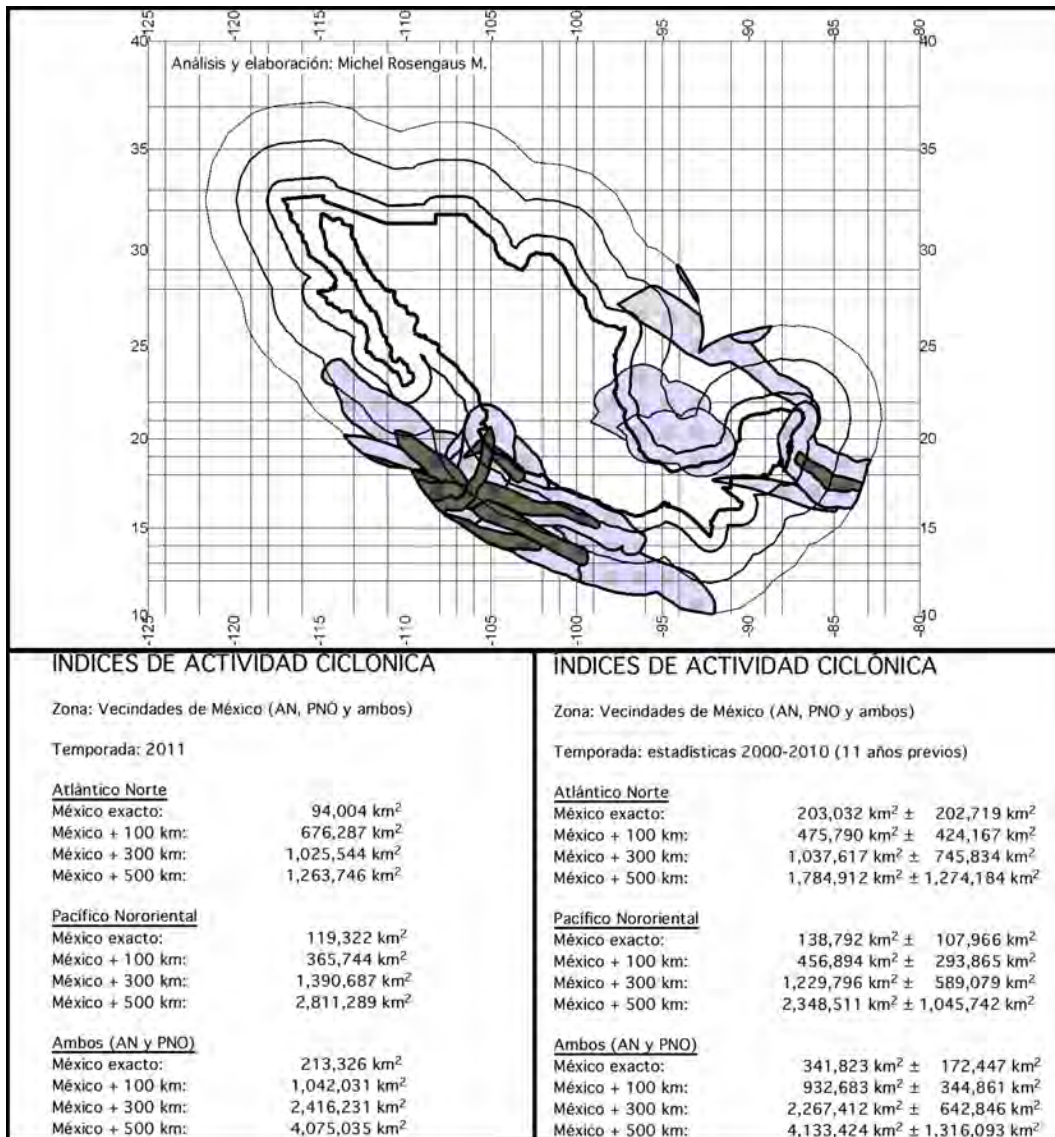 -125
-120
-115
-110
-105
-100
-95
-90
-85
-80
40
40
Análisis y elaboración: Michel Rosengaus M.
35
35
30
30
25
25
20
20
15
15
10
10
-125
-120
-115
-110
-105
-100
-95
-90
-85
-80
ÍNDICES DE ACTIVIDAD CICLÓNICA
Zona: Vecindades de México (AN, PNO y ambos)
Temporada: 2011
Atlántico Norte
México exacto: 94,004 km²
México + 100 km: 676,287 km²
México + 300 km: 1,025,544 km²
México + 500 km: 1,263,746 km²
Pacífico Nororiental
México exacto: 119,322 km²
México + 100 km: 365,744 km²
México + 300 km: 1,390,687 km²
México + 500 km: 2,811,289 km²
Ambos (AN y PNO)
México exacto: 213,326 km²
México + 100 km: 1,042,031 km²
México + 300 km: 2,416,231 km²
México + 500 km: 4,075,035 km²
ÍNDICES DE ACTIVIDAD CICLÓNICA
Zona: Vecindades de México (AN, PNO y ambos)
Temporada: estadísticas 2000-2010 (11 años previos)
Atlántico Norte
México exacto: 203,032 km² ± 202,719 km²
México + 100 km: 475,790 km² ± 424,167 km²
México + 300 km: 1,037,617 km² ± 745,834 km²
México + 500 km: 1,784,912 km² ± 1,274,184 km²
Pacífico Nororiental
México exacto: 138,792 km² ± 107,966 km²
México + 100 km: 456,894 km² ± 293,865 km²
México + 300 km: 1,229,796 km² ± 589,079 km²
México + 500 km: 2,348,511 km² ± 1,045,742 km²
Ambos (AN y PNO)
México exacto: 341,823 km² ± 172,447 km²
México + 100 km: 932,683 km² ± 344,861 km²
México + 300 km: 2,267,412 km² ± 642,846 km²
México + 500 km: 4,133,424 km² ± 1,316,093 km²